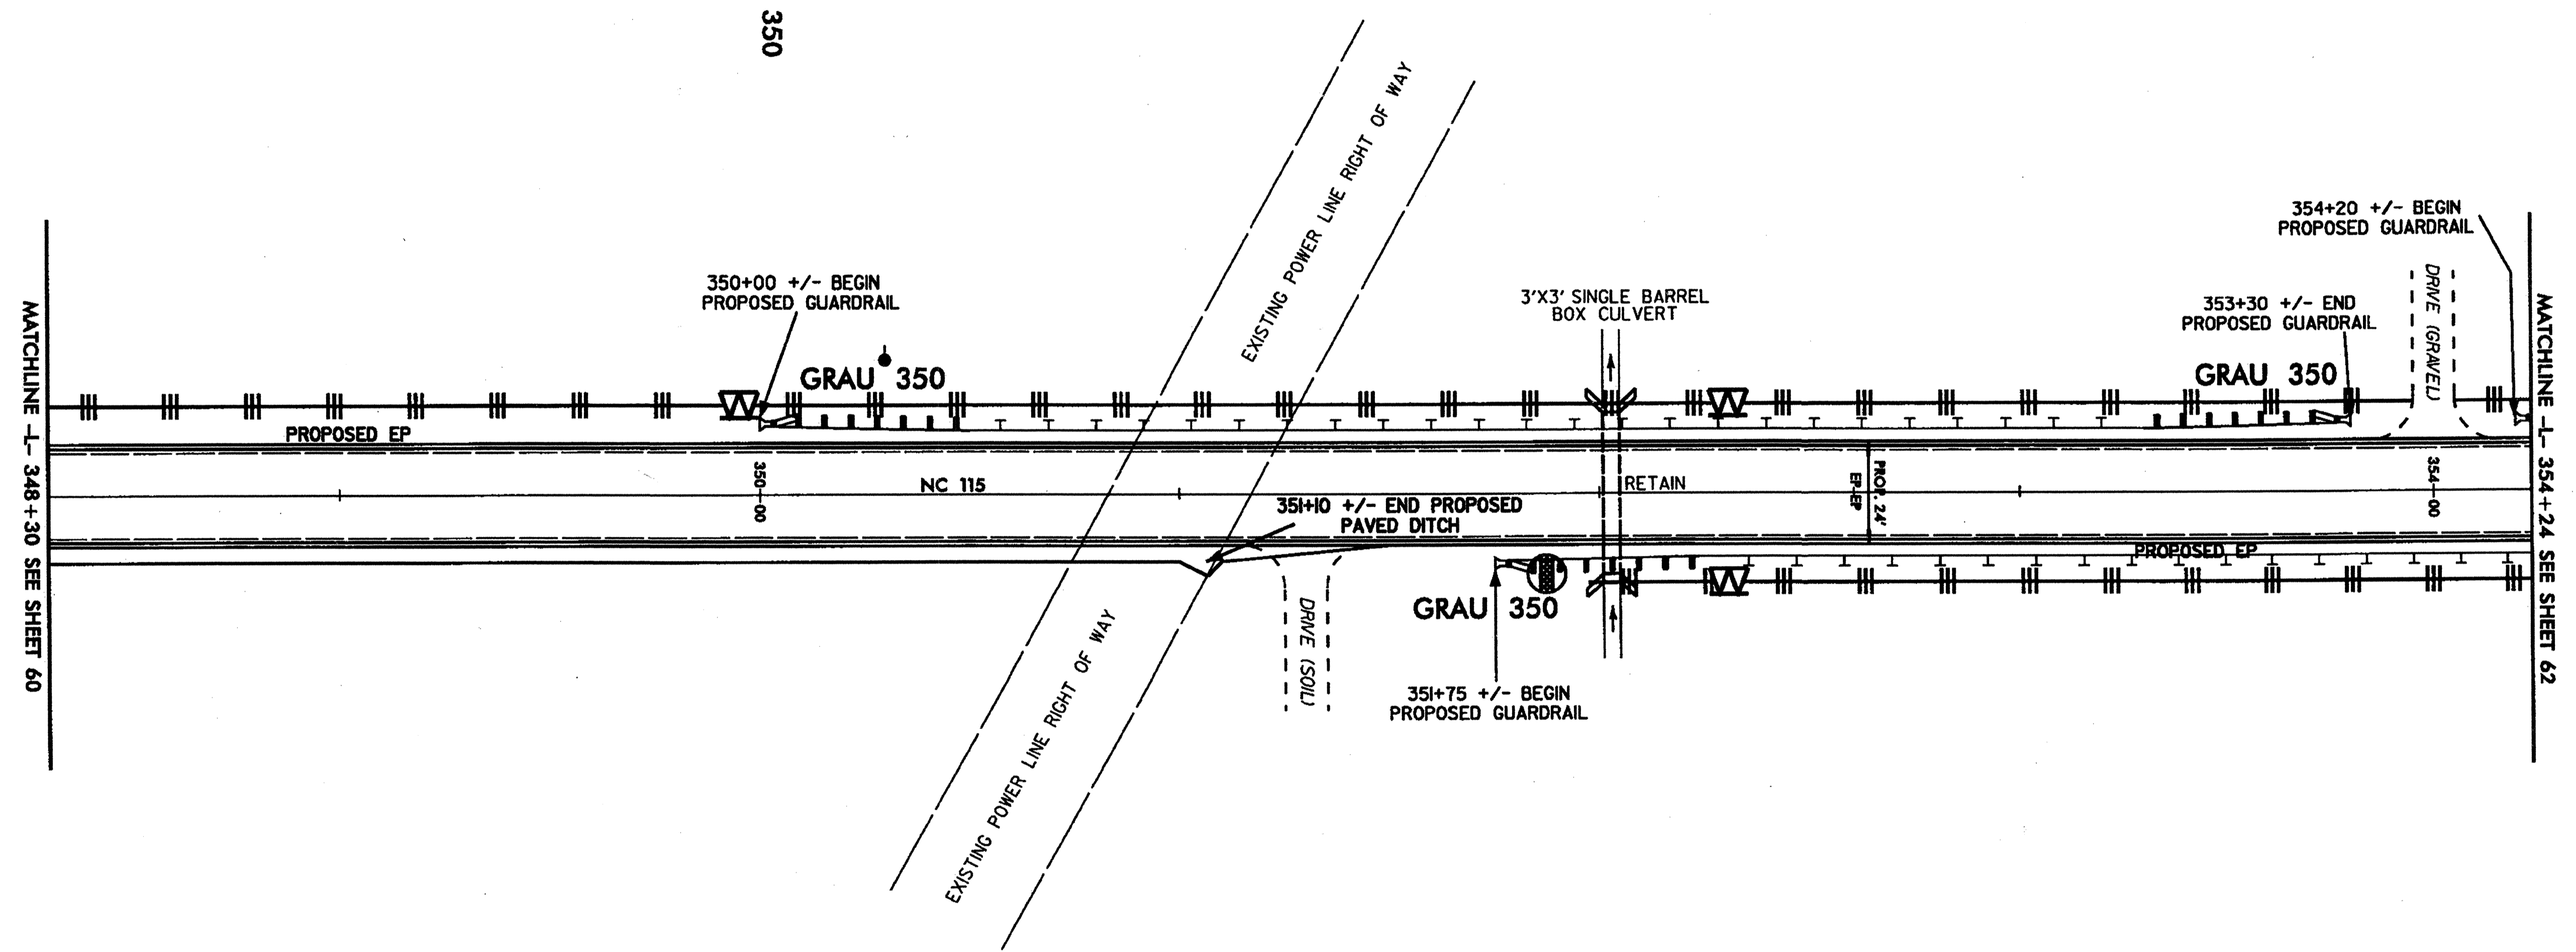 350
EXISTING POWER LINE RIGHT OF WAY
354+20 +/- BEGIN
PROPOSED GUARDRAIL
350+00 +/- BEGIN
PROPOSED GUARDRAIL
3'X3' SINGLE BARREL
BOX CULVERT
353+30 +/- END
PROPOSED GUARDRAIL
DRIVE (GRAVEL)
GRAU 350
GRAU 350
PROPOSED EP
MATCHLINE -L- 348+30 SEE SHEET 60
350+00
NC 115
351+10 +/- END PROPOSED
PAVED DITCH
RETAIN
PROP. 24'
EP-EP
354+00
MATCHLINE -L- 354+24 SEE SHEET 62
PROPOSED EP
GRAU 350
DRIVE (SOIL)
EXISTING POWER LINE RIGHT OF WAY
351+75 +/- BEGIN
PROPOSED GUARDRAIL